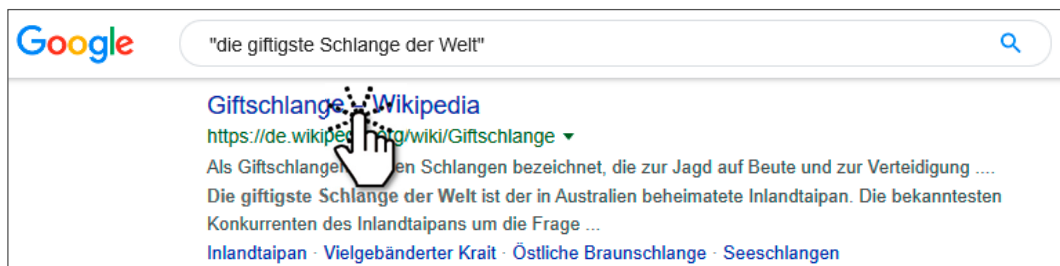 Google
"die giftigste Schlange der Welt"
Giftschlange – Wikipedia
https://de.wikipedia.org/wiki/Giftschlange
Als Giftschlangen en Schlangen bezeichnet, die zur Jagd auf Beute und zur Verteidigung ....
Die giftigste Schlange der Welt ist der in Australien beheimatete Inlandtaipan. Die bekanntesten
Konkurrenten des Inlandtaipans um die Frage ...
Inlandtaipan · Vielgebänderter Krait · Östliche Braunschlange · Seeschlangen